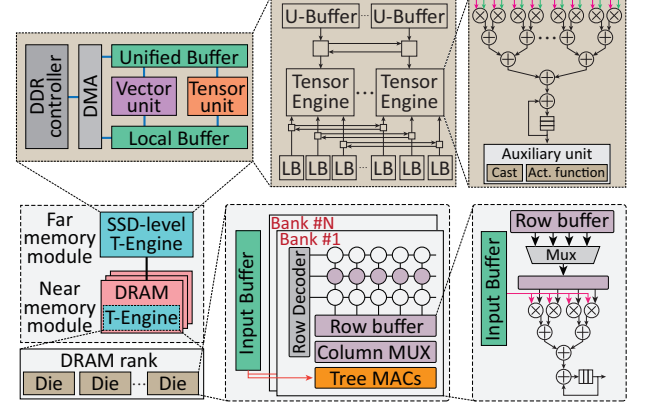 DDR
controller
DMA
Unified Buffer
Vector
unit
Tensor
unit
Local Buffer
U-Buffer
...
U-Buffer
Tensor
Engine
...
Tensor
Engine
LB
LB
LB
...
LB
LB
...
Auxiliary unit
Cast
Act. function
Far
memory
module
SSD-level
T-Engine
Near
memory
module
DRAM
T-Engine
DRAM rank
Die
Die
...
Die
Bank #N
Bank #1
Input Buffer
Row Decoder
Row buffer
Column MUX
Tree MACs
Row buffer
Mux
Input Buffer